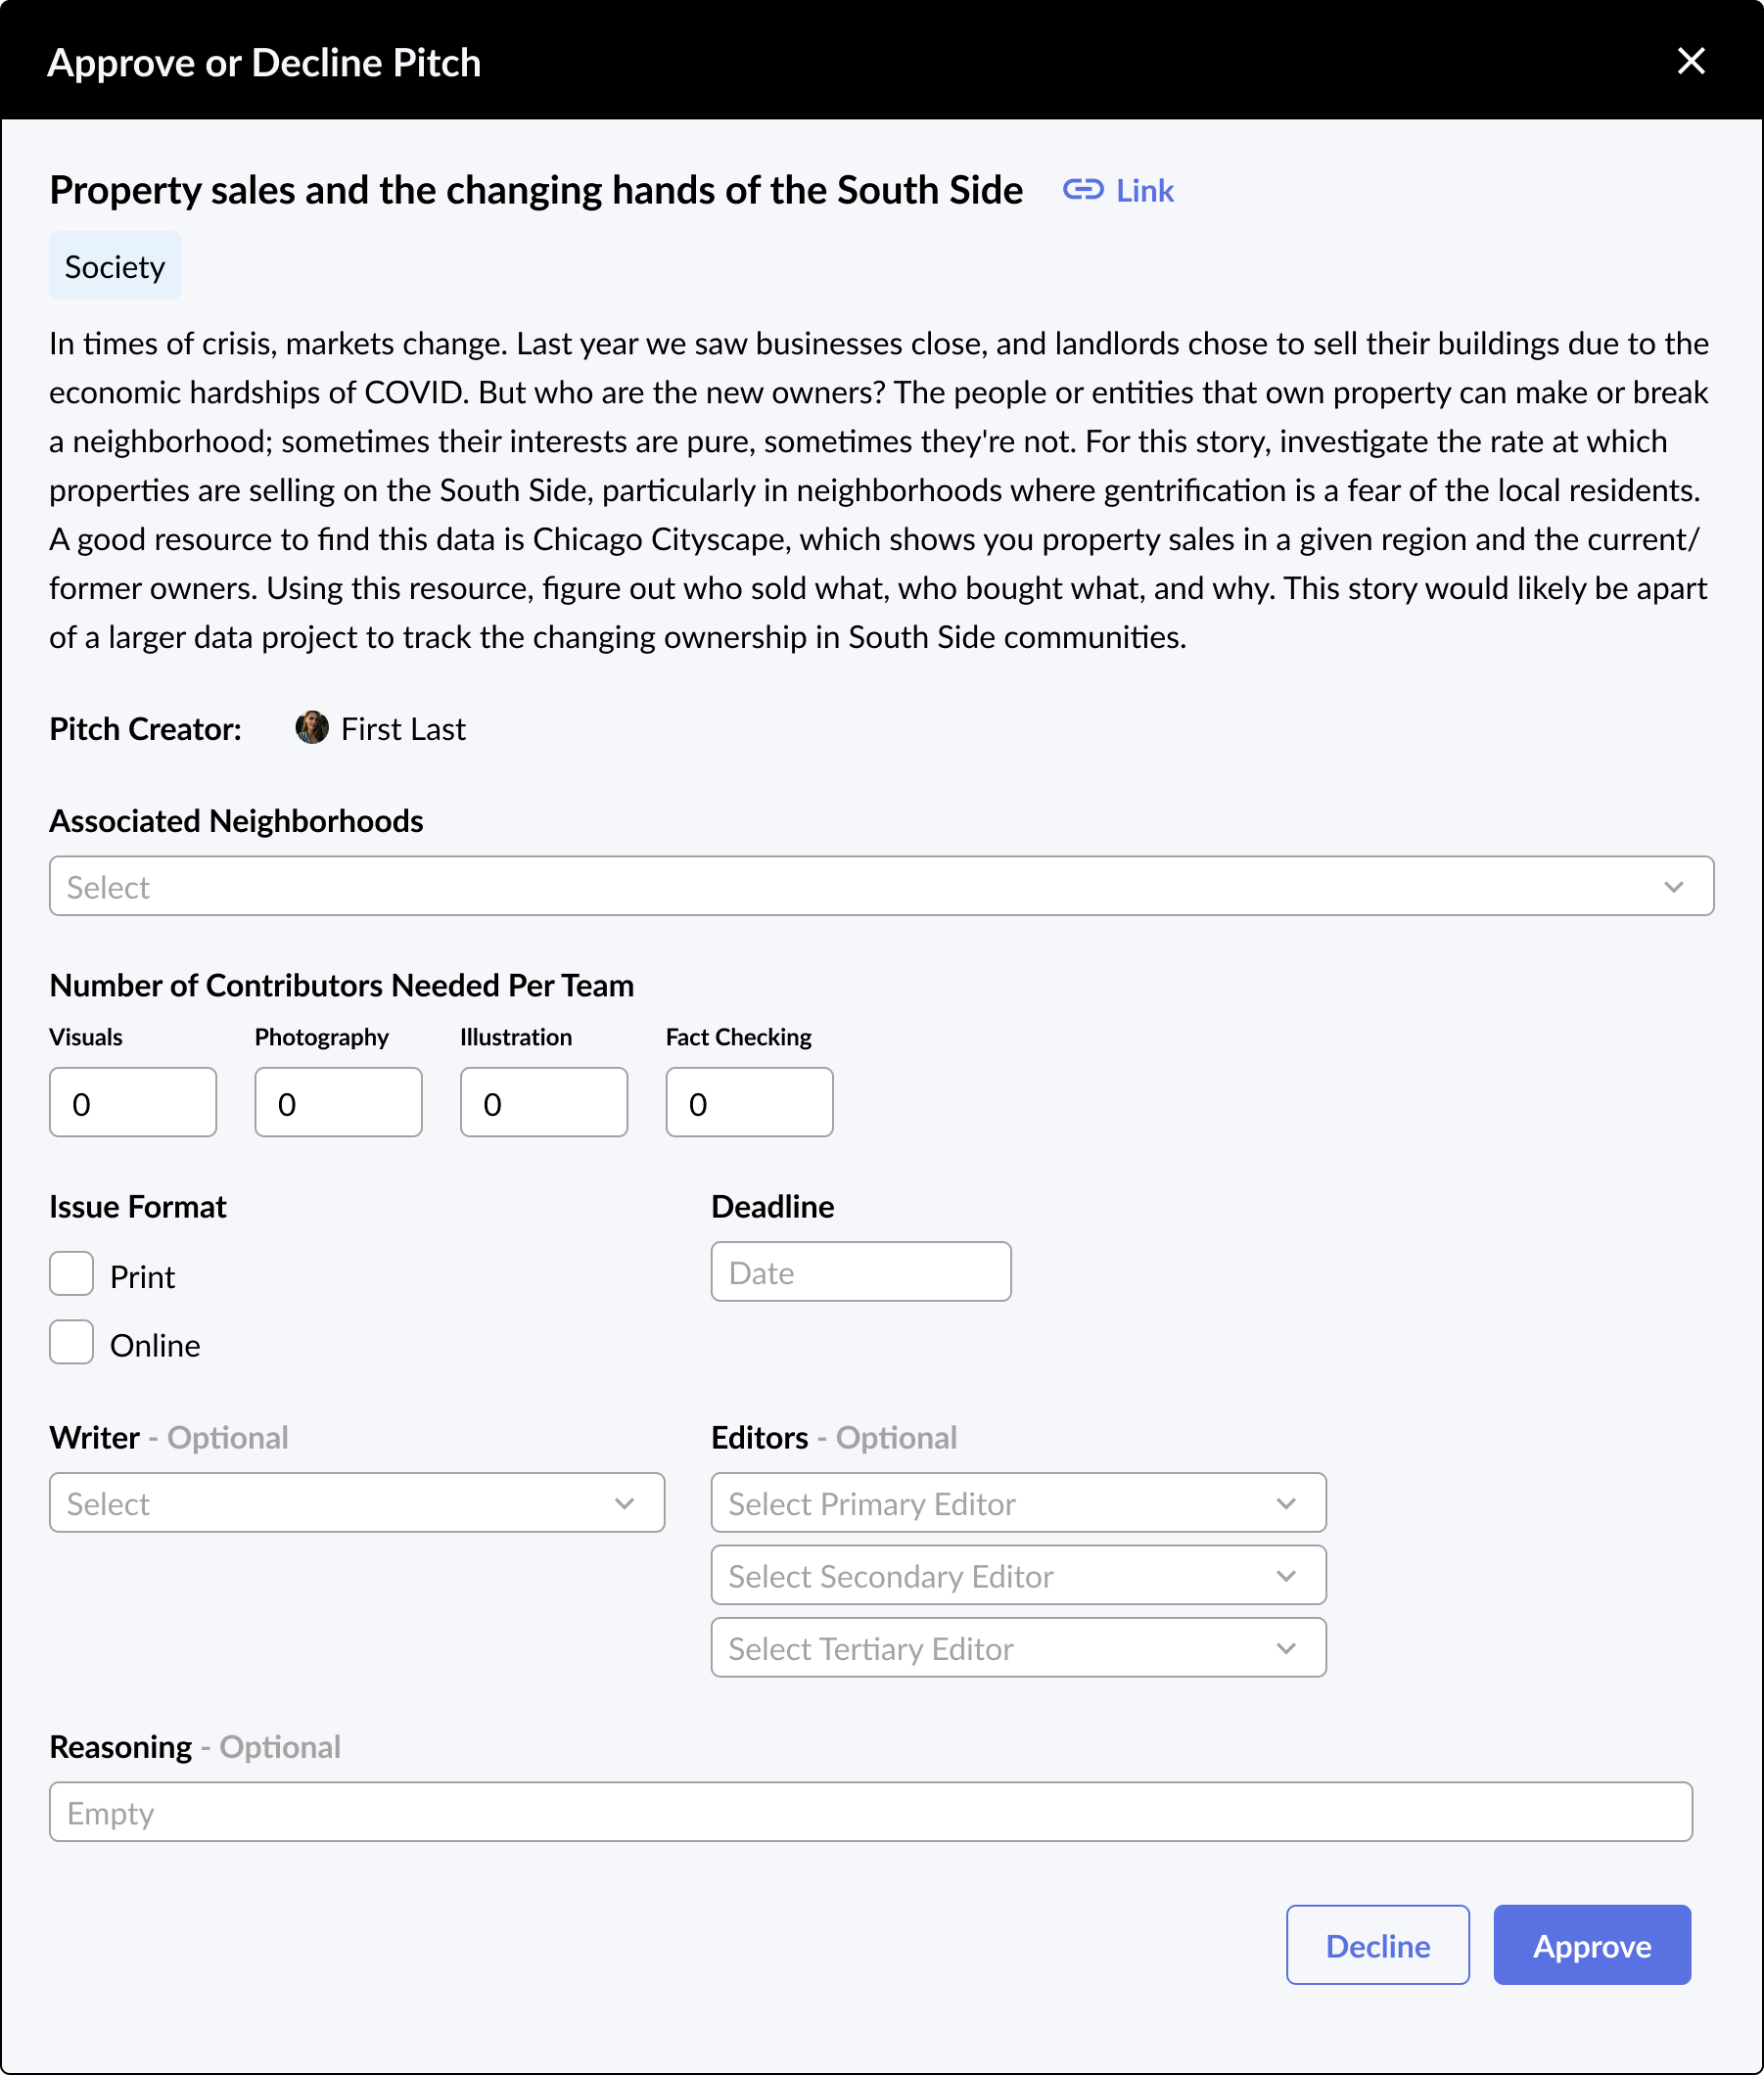 Approve or Decline Pitch
Property sales and the changing hands of the South Side Link
Society
In times of crisis, markets change. Last year we saw businesses close, and landlords chose to sell their buildings due to the
economic hardships of COVID. But who are the new owners? The people or entities that own property can make or break
a neighborhood; sometimes their interests are pure, sometimes they're not. For this story, investigate the rate at which
properties are selling on the South Side, particularly in neighborhoods where gentrification is a fear of the local residents.
A good resource to find this data is Chicago Cityscape, which shows you property sales in a given region and the current/
former owners. Using this resource, figure out who sold what, who bought what, and why. This story would likely be apart
of a larger data project to track the changing ownership in South Side communities.
Pitch Creator: First Last
Associated Neighborhoods
Select
Number of Contributors Needed Per Team
Visuals Photography Illustration Fact Checking
0 0 0 0
Issue Format Deadline
Print Date
Online
Writer - Optional Editors - Optional
Select Select Primary Editor
Select Secondary Editor
Select Tertiary Editor
Reasoning - Optional
Empty
Decline Approve